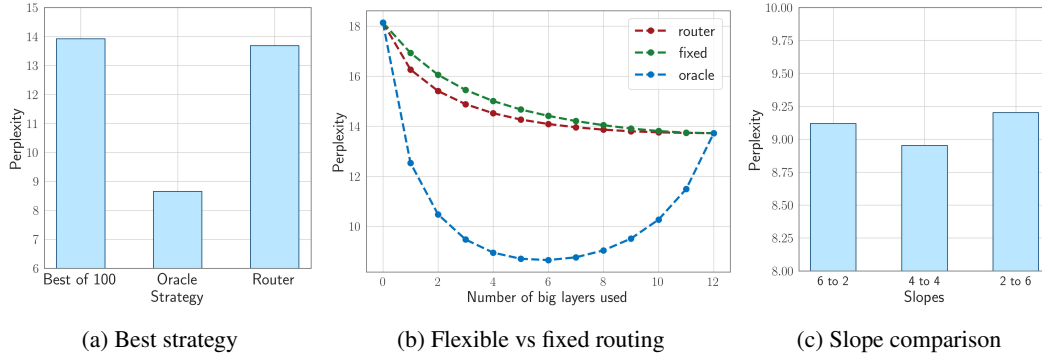 15
14
13
12
11
10
9
8
7
6
Perplexity
Best of 100
Oracle
Router
Strategy
(a) Best strategy
18
16
14
12
10
Perplexity
router
fixed
oracle
0
2
4
6
8
10
12
Number of big layers used
(b) Flexible vs fixed routing
10.00
9.75
9.50
9.25
9.00
8.75
8.50
8.25
8.00
Perplexity
6 to 2
4 to 4
2 to 6
Slopes
(c) Slope comparison